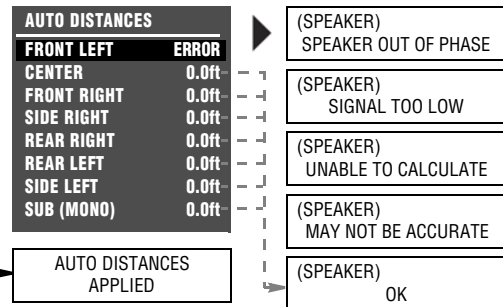 AUTO DISTANCES
FRONT LEFT ERROR
CENTER 0.0ft
FRONT RIGHT 0.0ft
SIDE RIGHT 0.0ft
REAR RIGHT 0.0ft
REAR LEFT 0.0ft
SIDE LEFT 0.0ft
SUB (MONO) 0.0ft
AUTO DISTANCES
APPLIED
(SPEAKER)
SPEAKER OUT OF PHASE
(SPEAKER)
SIGNAL TOO LOW
(SPEAKER)
UNABLE TO CALCULATE
(SPEAKER)
MAY NOT BE ACCURATE
(SPEAKER)
OK